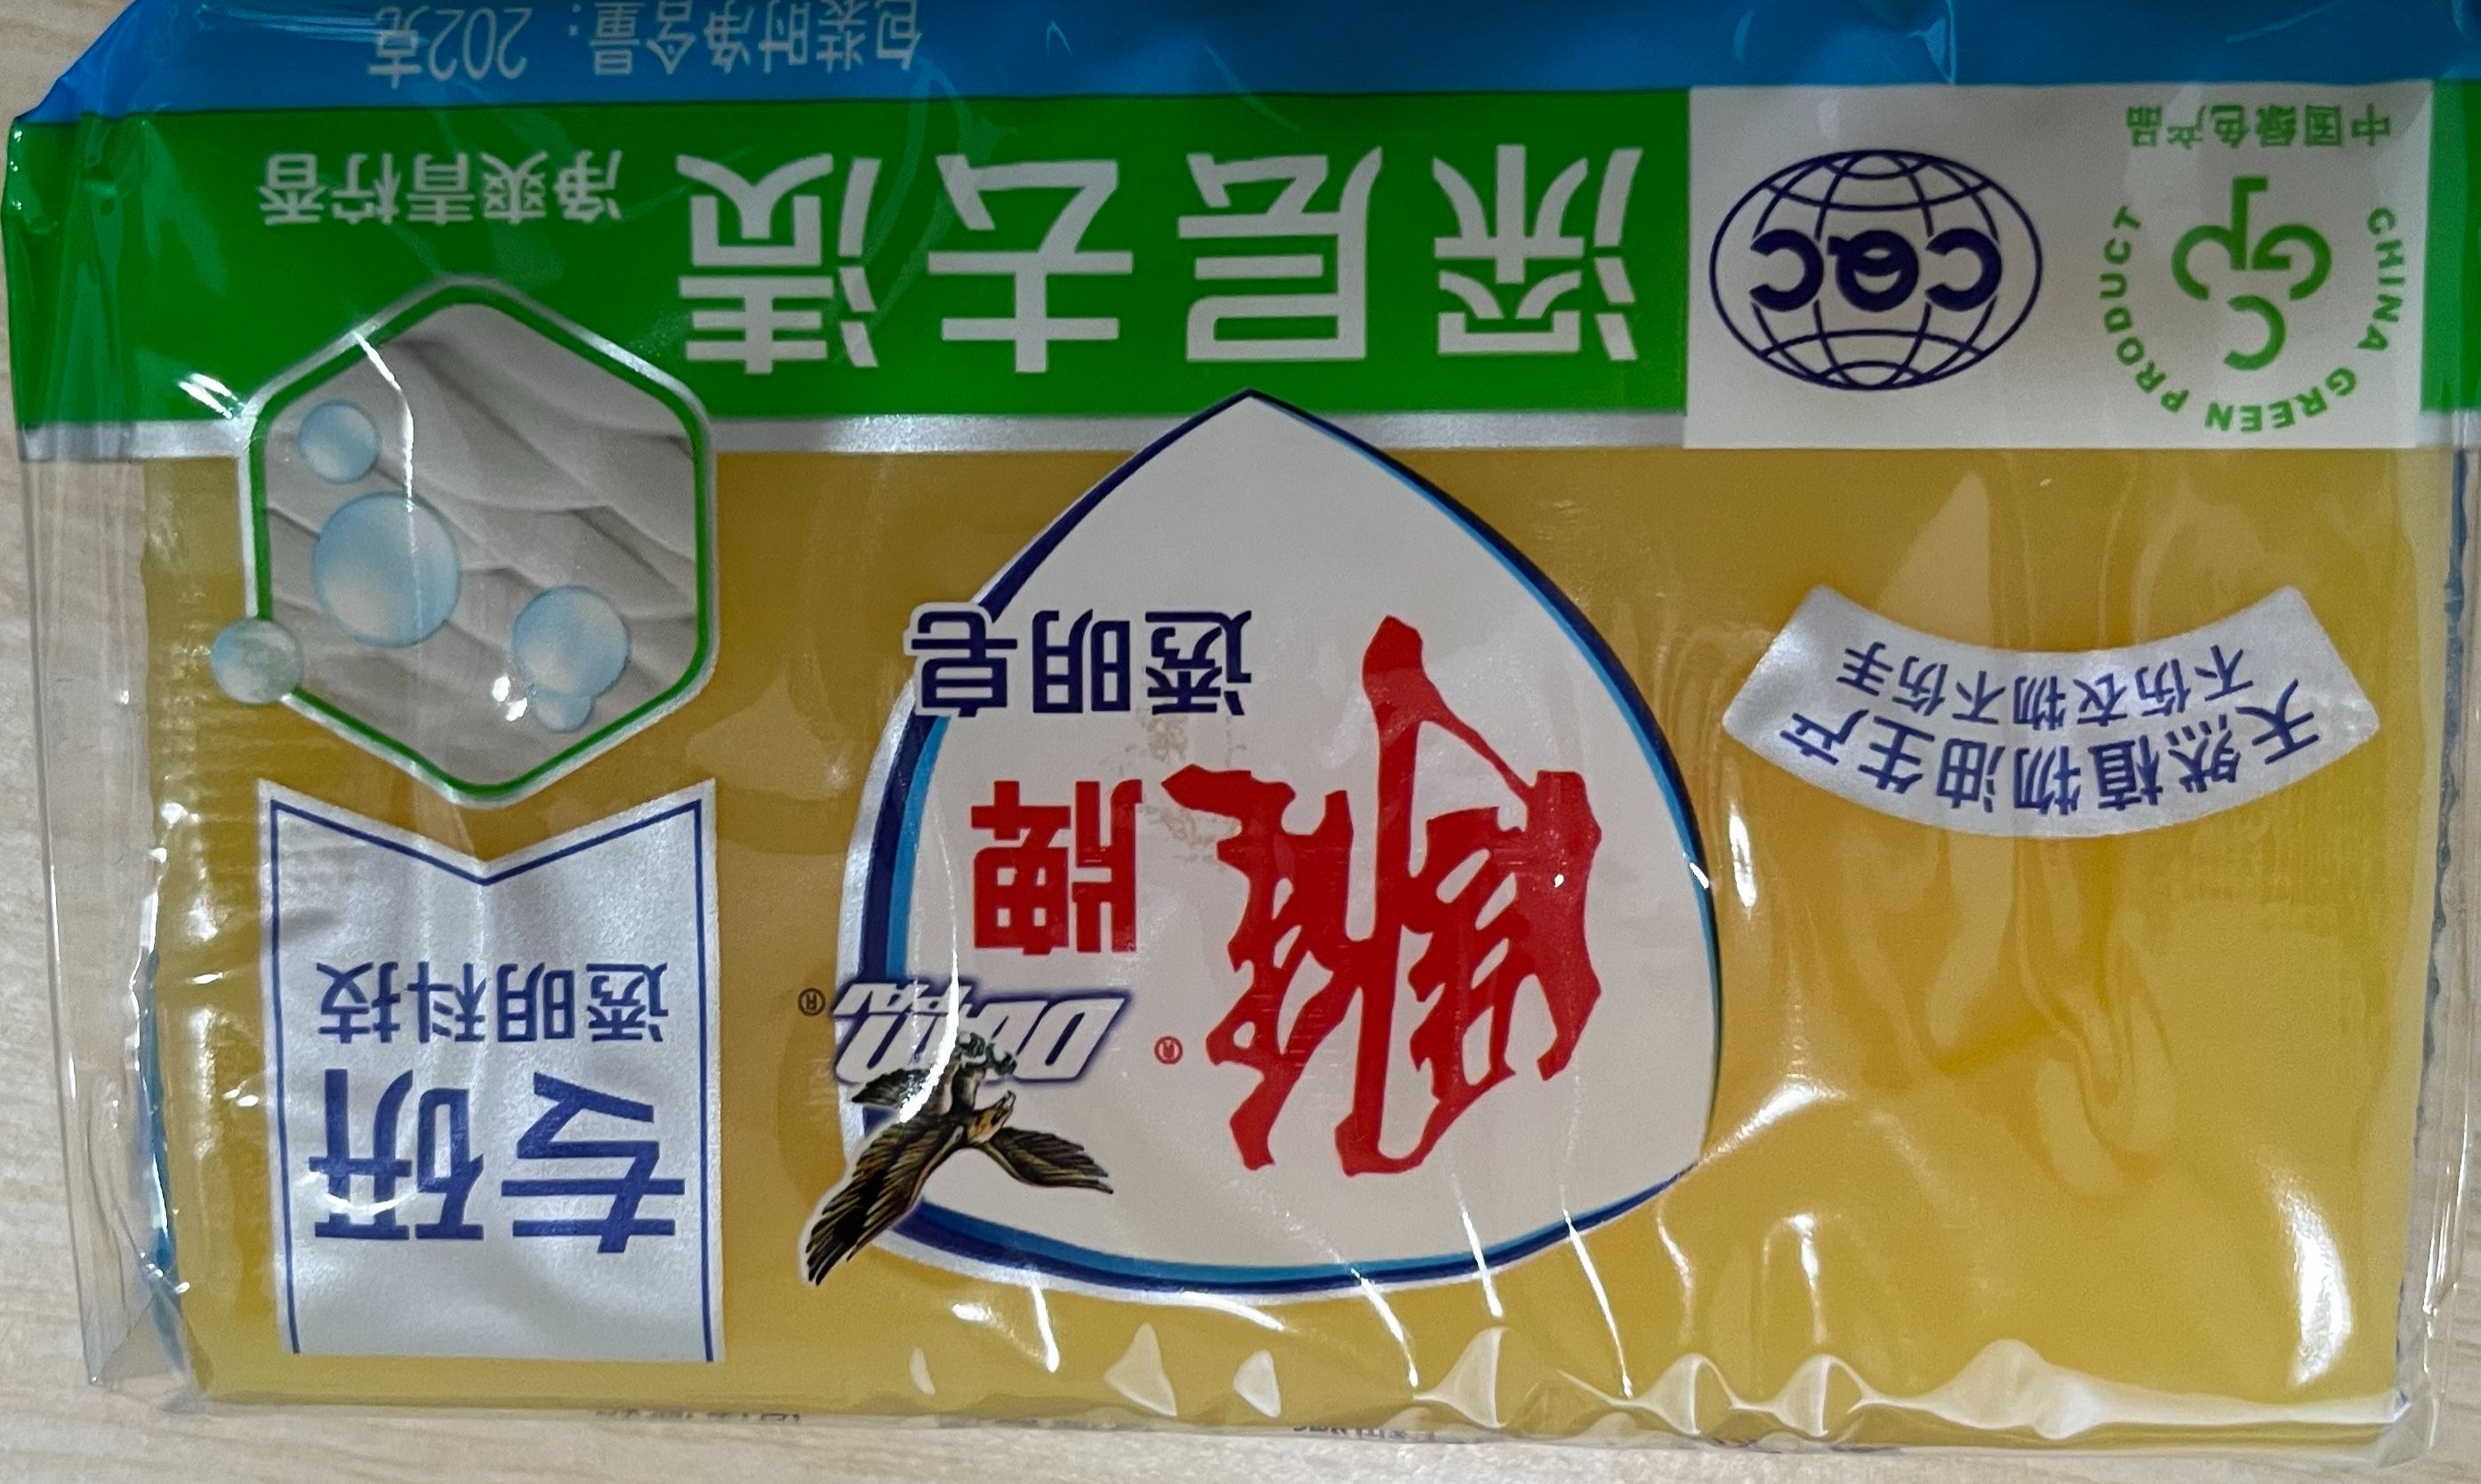 天然植物油生产
不伤衣物不伤手
雕
®
牌
透明皂
®
专研
透明科技
CHINA GREEN PRODUCT
CGP
中国绿色产品
CQC
深层去渍
净爽青柠香
包装时净含量：202克